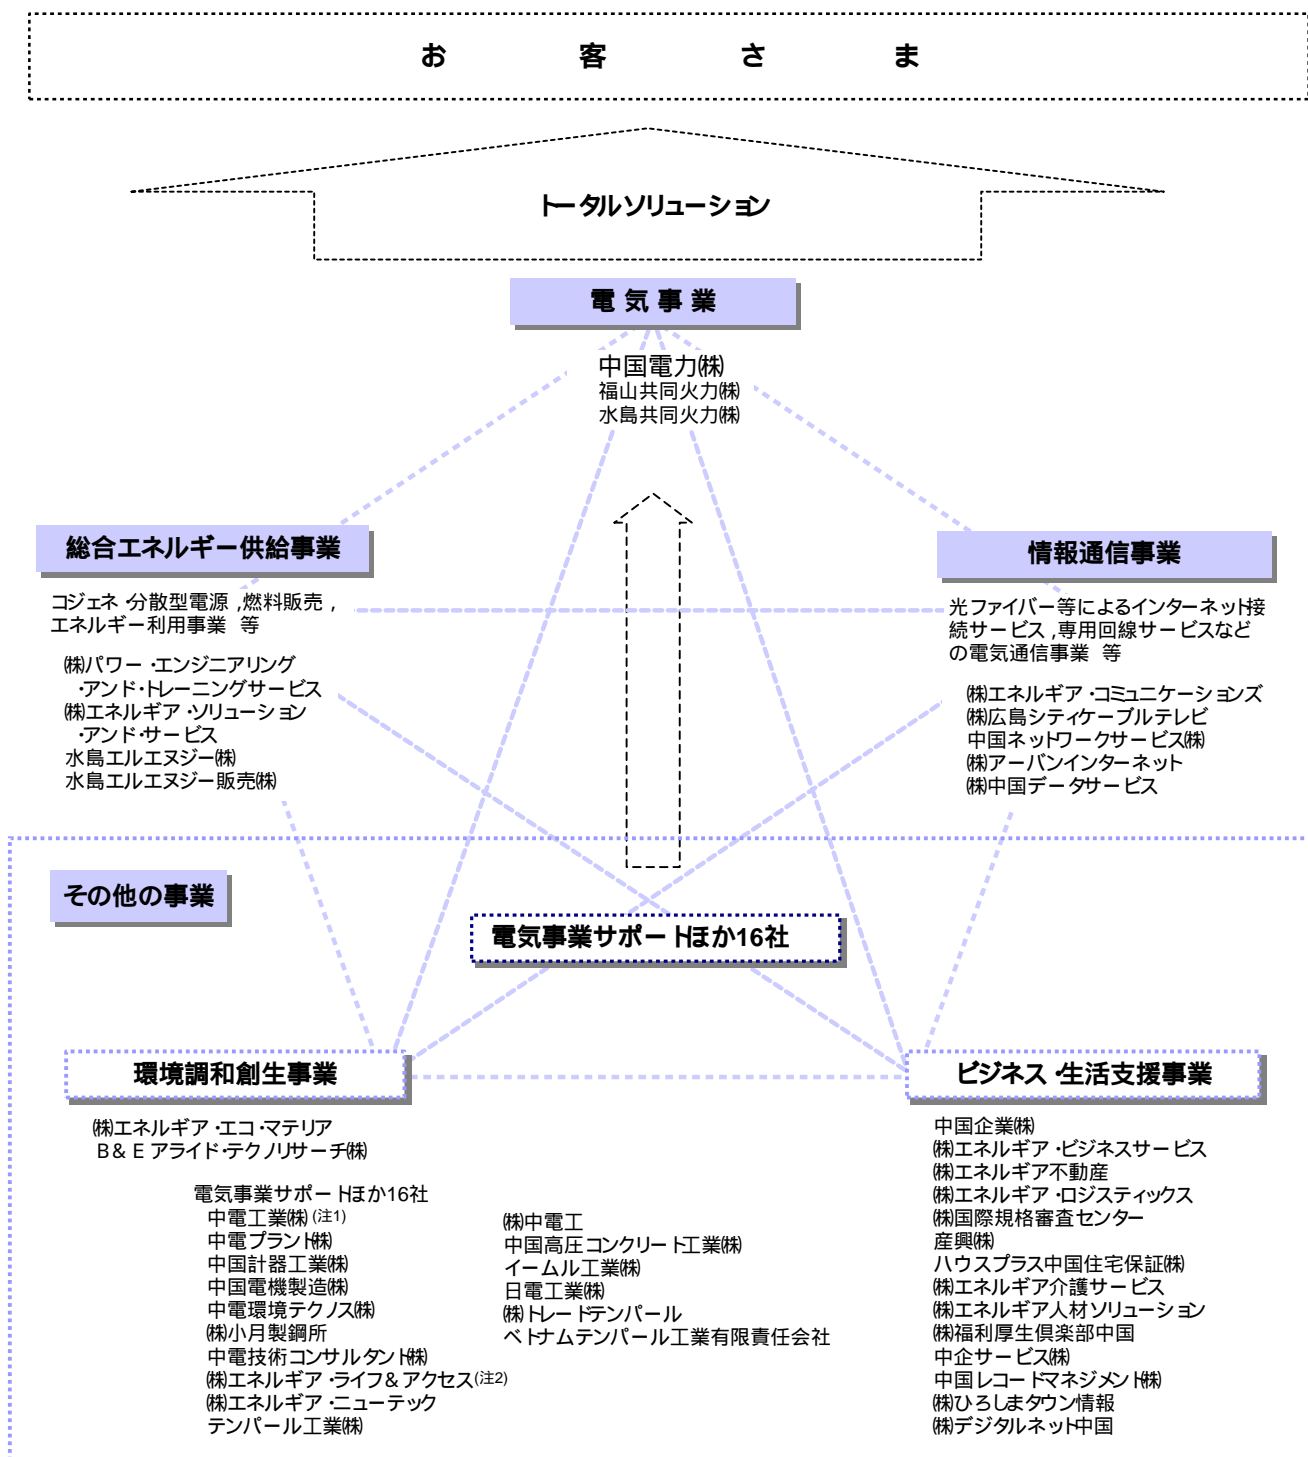 お客さま
トータルソリューション
電気事業
中国電力㈱
福山共同火力㈱
水島共同火力㈱
総合エネルギー供給事業
コジェネ・分散型電源,燃料販売,
エネルギー利用事業 等
㈱パワー・エンジニアリング
・アンド・トレーニングサービス
㈱エネルギア・ソリューション
・アンド・サービス
水島エルエヌジー㈱
水島エルエヌジー販売㈱
情報通信事業
光ファイバー等によるインターネット接
続サービス,専用回線サービスなど
の電気通信事業 等
㈱エネルギア・コミュニケーションズ
㈱広島シティケーブルテレビ
中国ネットワークサービス㈱
㈱アーバンインターネット
㈱中国データサービス
その他の事業
電気事業サポートほか16社
環境調和創生事業
㈱エネルギア・エコ・マテリア
B&Eアライド・テクノリサーチ㈱
電気事業サポートほか16社
中電工業㈱(注1)
中電プラント㈱
中国計器工業㈱
中国電機製造㈱
中電環境テクノス㈱
㈱小月製鋼所
中電技術コンサルタント㈱
㈱エネルギア・ライフ&アクセス(注2)
㈱エネルギア・ニューテック
テンパール工業㈱
㈱中電工
中国高圧コンクリート工業㈱
イームル工業㈱
日電工業㈱
㈱トレードテンパール
ベトナムテンパール工業有限責任会社
ビジネス・生活支援事業
中国企業㈱
㈱エネルギア・ビジネスサービス
㈱エネルギア不動産
㈱エネルギア・ロジスティックス
㈱国際規格審査センター
産興㈱
ハウスプラス中国住宅保証㈱
㈱エネルギア介護サービス
㈱エネルギア人材ソリューション
㈱福利厚生倶楽部中国
中企サービス㈱
中国レコードマネジメント㈱
㈱ひろしまタウン情報
㈱デジタルネット中国